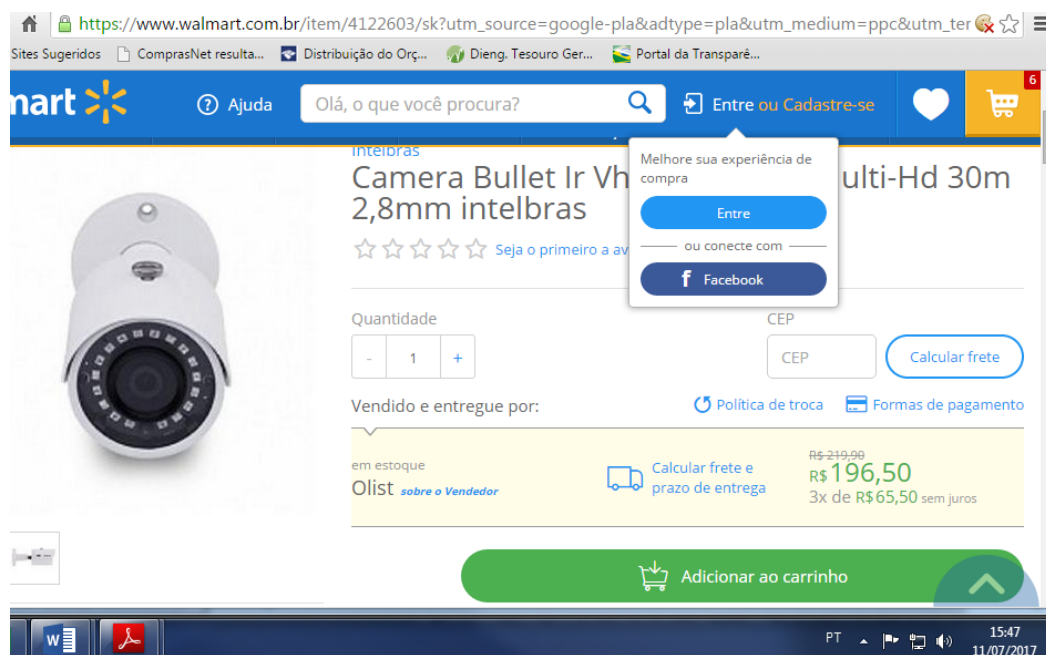 https://www.walmart.com.br/item/4122603/sk?utm_source=google-pla&adtype=pla&utm_medium=ppc&utm_ter
Sites Sugeridos ComprasNet resulta... Distribuição do Orç... Dieng. Tesouro Ger... Portal da Transparê...
mart Ajuda Olá, o que você procura? Entre ou Cadastre-se 6
Melhore sua experiência de
compra
Entre
ou conecte com
f Facebook
Intelbras
Camera Bullet Ir Vh ulti-Hd 30m
2,8mm intelbras
Seja o primeiro a av
Quantidade CEP
- 1 + CEP Calcular frete
Vendido e entregue por: Política de troca Formas de pagamento
em estoque
Olist sobre o Vendedor
Calcular frete e
prazo de entrega
R$ 219,90
R$ 196,50
3x de R$ 65,50 sem juros
Adicionar ao carrinho
W
PT 15:47
11/07/2017